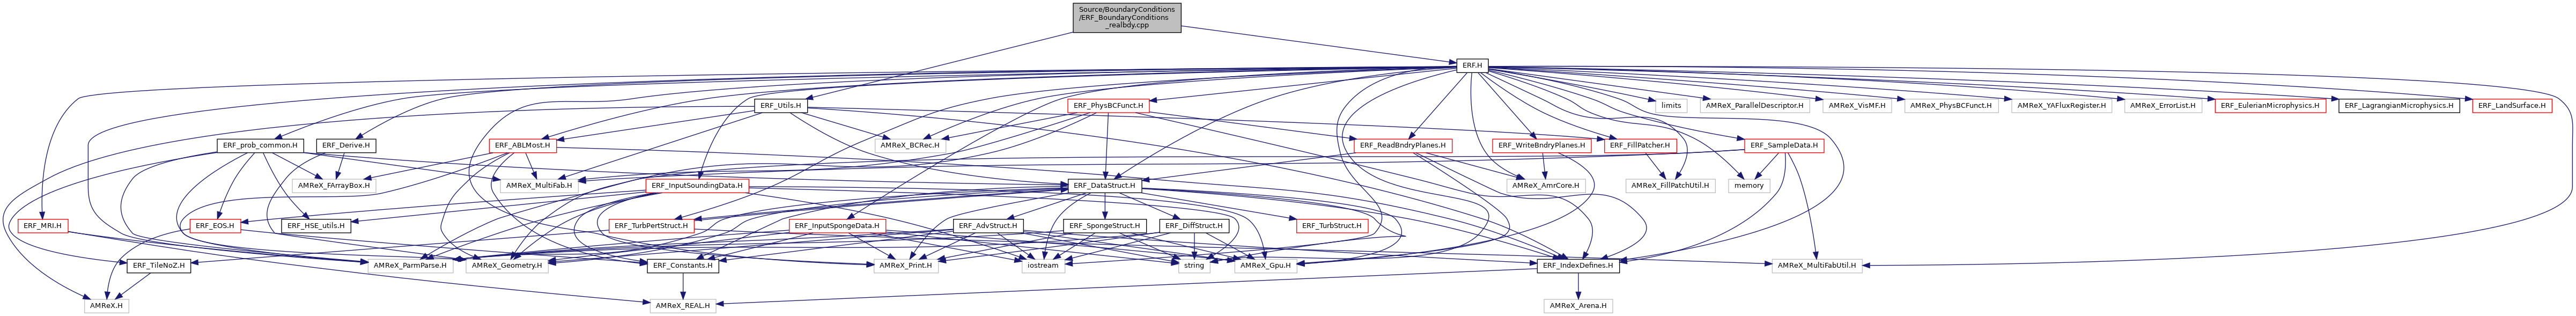 Source/BoundaryConditions
/ERF_BoundaryConditions
_realbdy.cpp
ERF.H
ERF_Utils.H
ERF_PhysBCFunct.H
limits
AMReX_ParallelDescriptor.H
AMReX_VisMF.H
AMReX_PhysBCFunct.H
AMReX_YAFluxRegister.H
AMReX_ErrorList.H
ERF_EulerianMicrophysics.H
ERF_LagrangianMicrophysics.H
ERF_LandSurface.H
ERF_prob_common.H
ERF_Derive.H
ERF_ABLMost.H
AMReX_BCRec.H
ERF_ReadBndryPlanes.H
ERF_WriteBndryPlanes.H
ERF_FillPatcher.H
ERF_SampleData.H
AMReX_FArrayBox.H
AMReX_MultiFab.H
ERF_InputSoundingData.H
ERF_DataStruct.H
AMReX_AmrCore.H
AMReX_FillPatchUtil.H
memory
ERF_MRI.H
ERF_EOS.H
ERF_HSE_utils.H
ERF_TurbPertStruct.H
ERF_InputSpongeData.H
ERF_AdvStruct.H
ERF_SpongeStruct.H
ERF_DiffStruct.H
ERF_TurbStruct.H
ERF_TileNoZ.H
AMReX_ParmParse.H
AMReX_Geometry.H
ERF_Constants.H
AMReX_Print.H
iostream
string
AMReX_Gpu.H
ERF_IndexDefines.H
AMReX_MultiFabUtil.H
AMReX.H
AMReX_REAL.H
AMReX_Arena.H